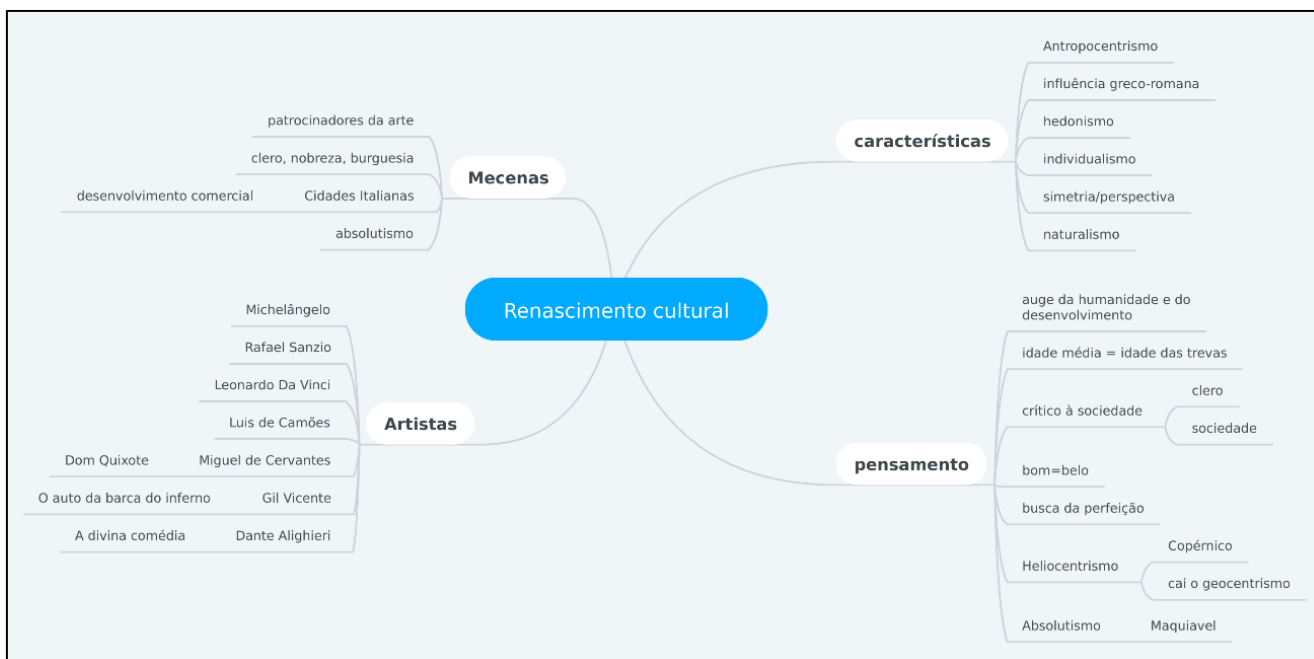 Renascimento cultural
Mecenas
patrocinadores da arte
clero, nobreza, burguesia
desenvolvimento comercial Cidades Italianas
absolutismo
Artistas
Michelângelo
Rafael Sanzio
Leonardo Da Vinci
Luis de Camões
Dom Quixote Miguel de Cervantes
O auto da barca do inferno Gil Vicente
A divina comédia Dante Alighieri
características
Antropocentrismo
influência greco-romana
hedonismo
individualismo
simetria/perspectiva
naturalismo
pensamento
auge da humanidade e do
desenvolvimento
idade média = idade das trevas
crítico à sociedade
clero
sociedade
bom=belo
busca da perfeição
Heliocentrismo
Copérnico
cai o geocentrismo
Absolutismo Maquiavel